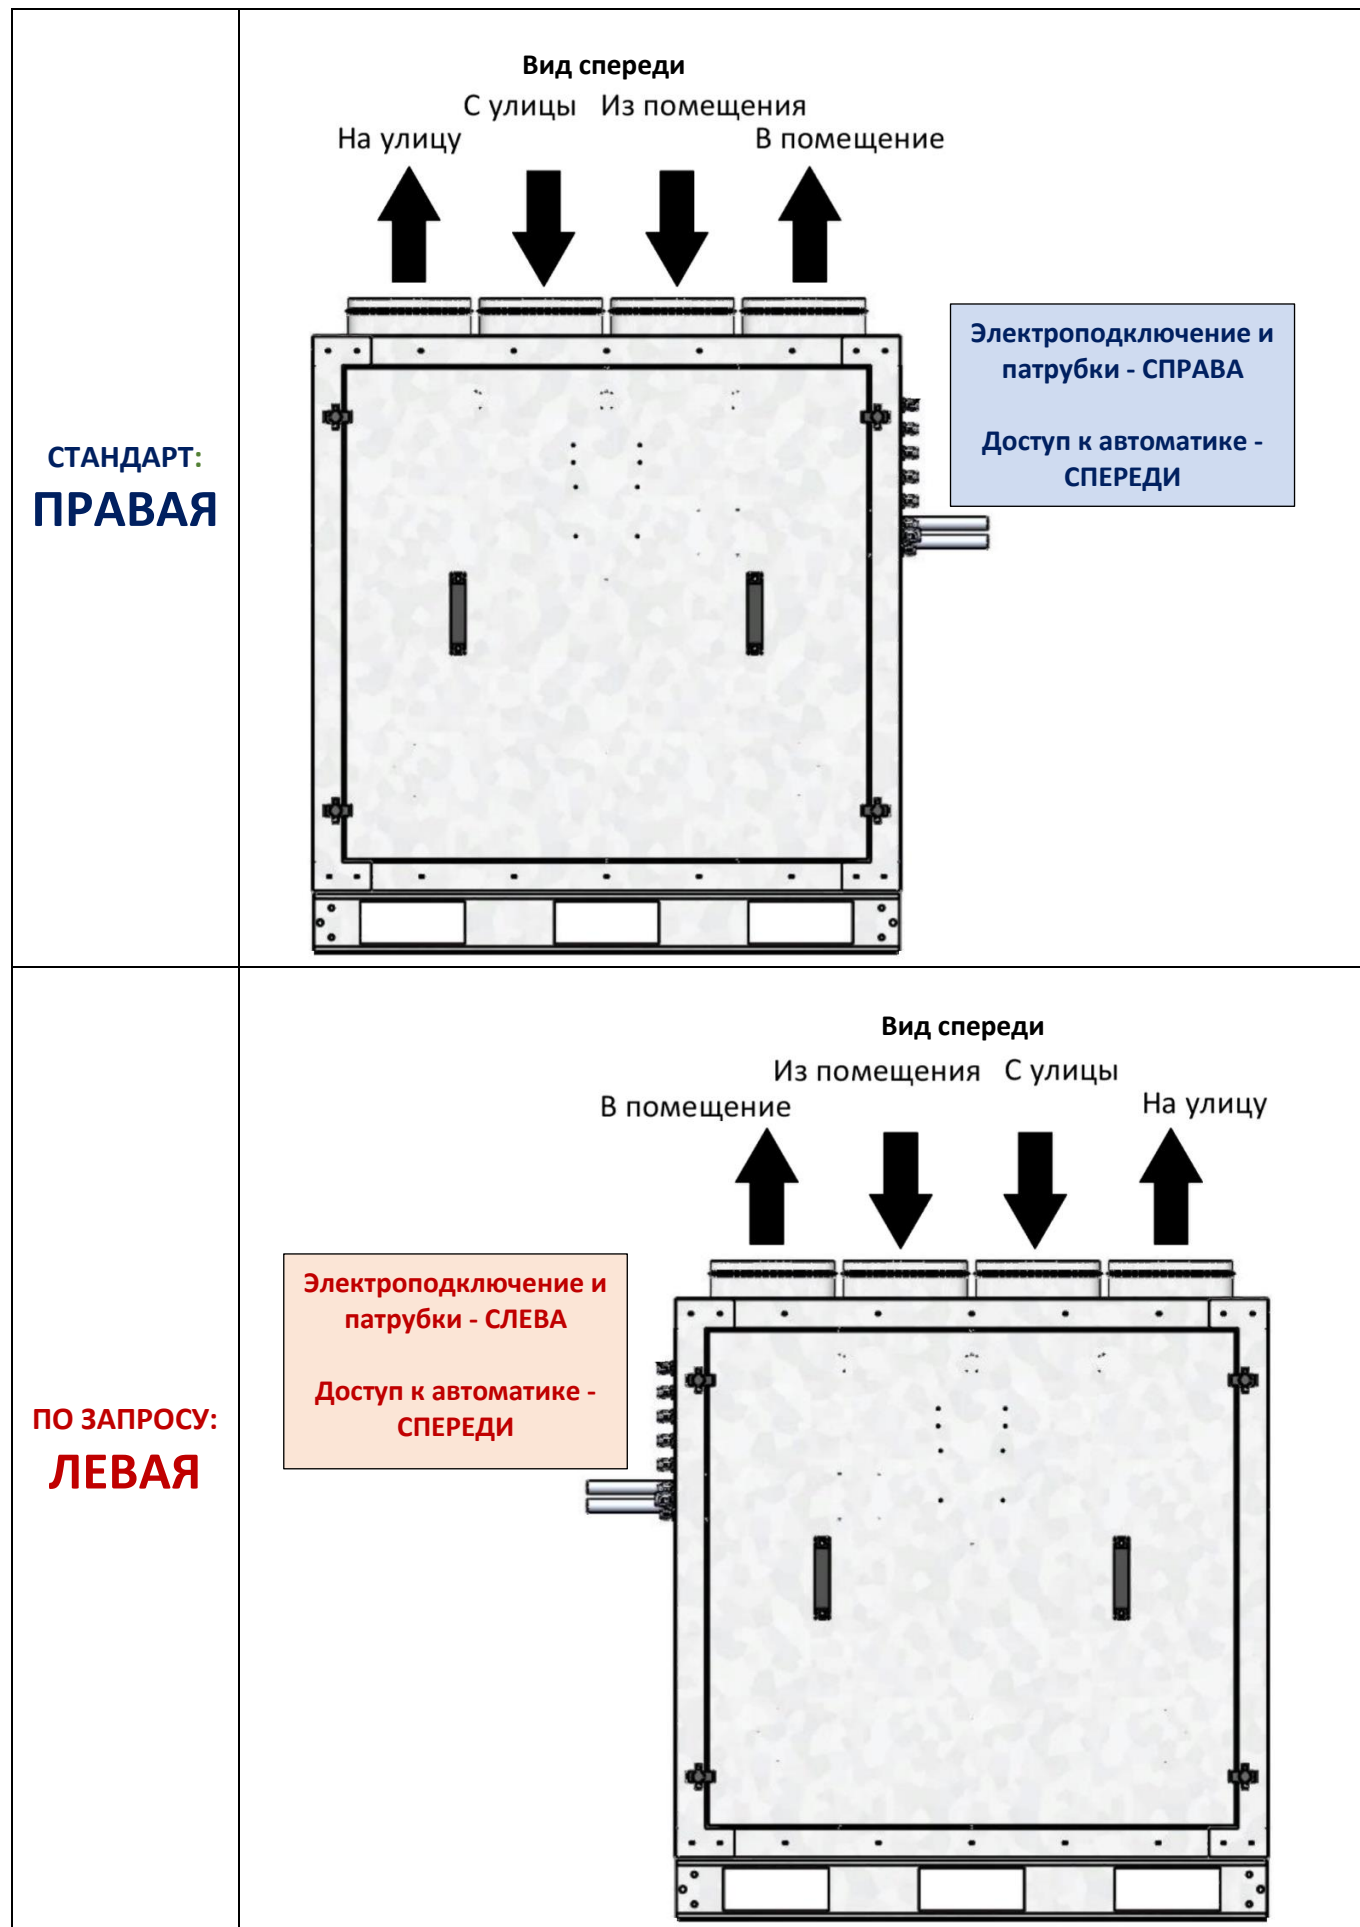 СТАНДАРТ:
ПРАВАЯ
Вид спереди
С улицы Из помещения
На улицу В помещение
Электроподключение и
патрубки - СПРАВА
Доступ к автоматике -
СПЕРЕДИ
ПО ЗАПРОСУ:
ЛЕВАЯ
Вид спереди
Из помещения С улицы
В помещение На улицу
Электроподключение и
патрубки - СЛЕВА
Доступ к автоматике -
СПЕРЕДИ